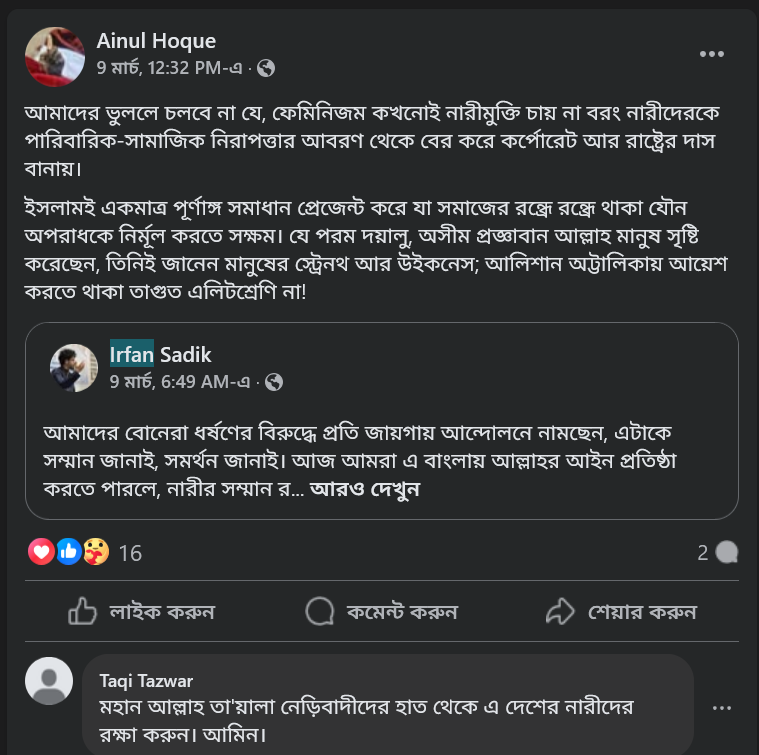 Ainul Hoque
9 মার্চ, 12:32 PM-এ ·
আমাদের ভুললে চলবে না যে, ফেমিনিজম কখনোই নারীমুক্তি চায় না বরং নারীদেরকে
পারিবারিক-সামাজিক নিরাপত্তার আবরণ থেকে বের করে কর্পোরেট আর রাষ্ট্রের দাস
বানায়।
ইসলামই একমাত্র পূর্ণাঙ্গ সমাধান প্রেজেন্ট করে যা সমাজের রন্ধ্রে রন্ধ্রে থাকা যৌন
অপরাধকে নির্মূল করতে সক্ষম। যে পরম দয়ালু, অসীম প্রজ্ঞাবান আল্লাহ মানুষ সৃষ্টি
করেছেন, তিনিই জানেন মানুষের স্ট্রেনথ আর উইকনেস; আলিশান অট্টালিকায় আয়েশ
করতে থাকা তাগুত এলিটশ্রেণি না!
Irfan Sadik
9 মার্চ, 6:49 AM-এ ·
আমাদের বোনেরা ধর্ষণের বিরুদ্ধে প্রতি জায়গায় আন্দোলনে নামছেন, এটাকে
সম্মান জানাই, সমর্থন জানাই। আজ আমরা এ বাংলায় আল্লাহর আইন প্রতিষ্ঠা
করতে পারলে, নারীর সম্মান র... আরও দেখুন
16
2
লাইক করুন
কমেন্ট করুন
শেয়ার করুন
Taqi Tazwar
মহান আল্লাহ তা'য়ালা নেড়িবাদীদের হাত থেকে এ দেশের নারীদের
রক্ষা করুন। আমিন।